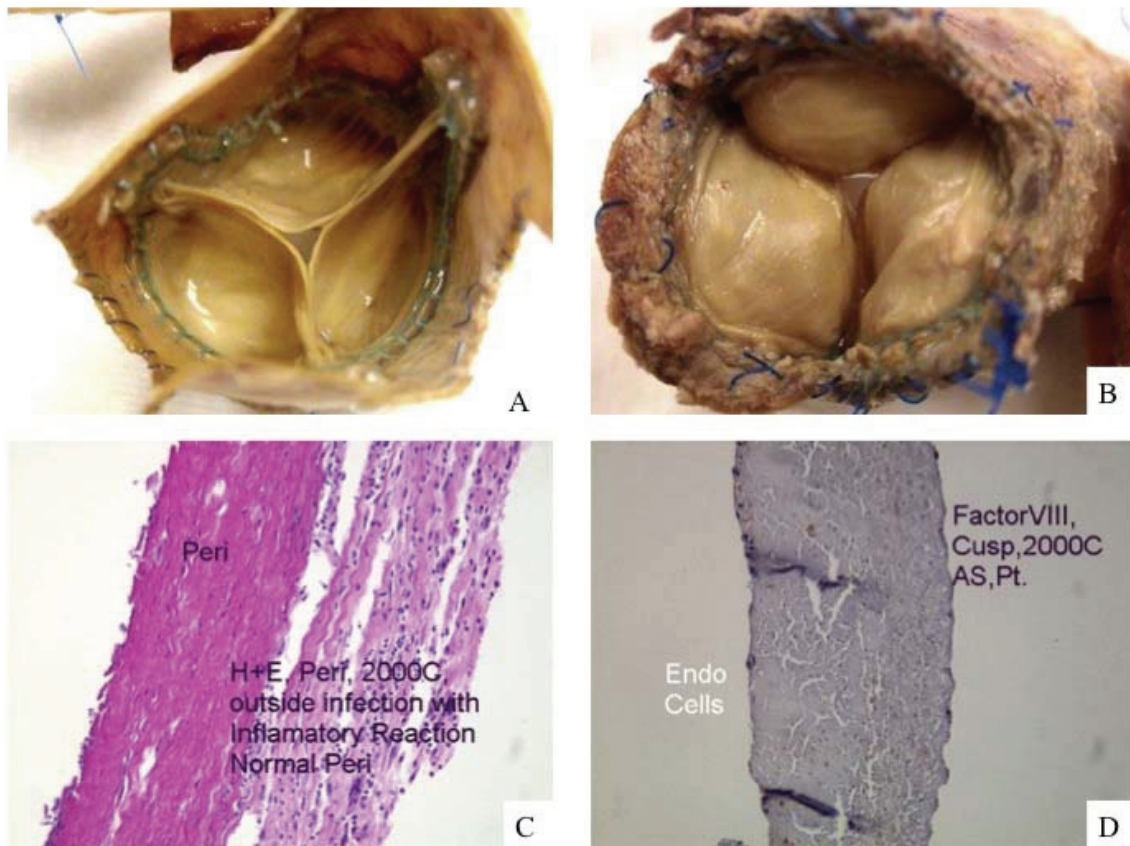 A
B
Peri
H+E, Peri, 2000C,
outside infection with
Inflamatory Reaction
Normal Peri
C
FactorVIII,
Cusp,2000C
AS,Pt.
Endo
Cells
D